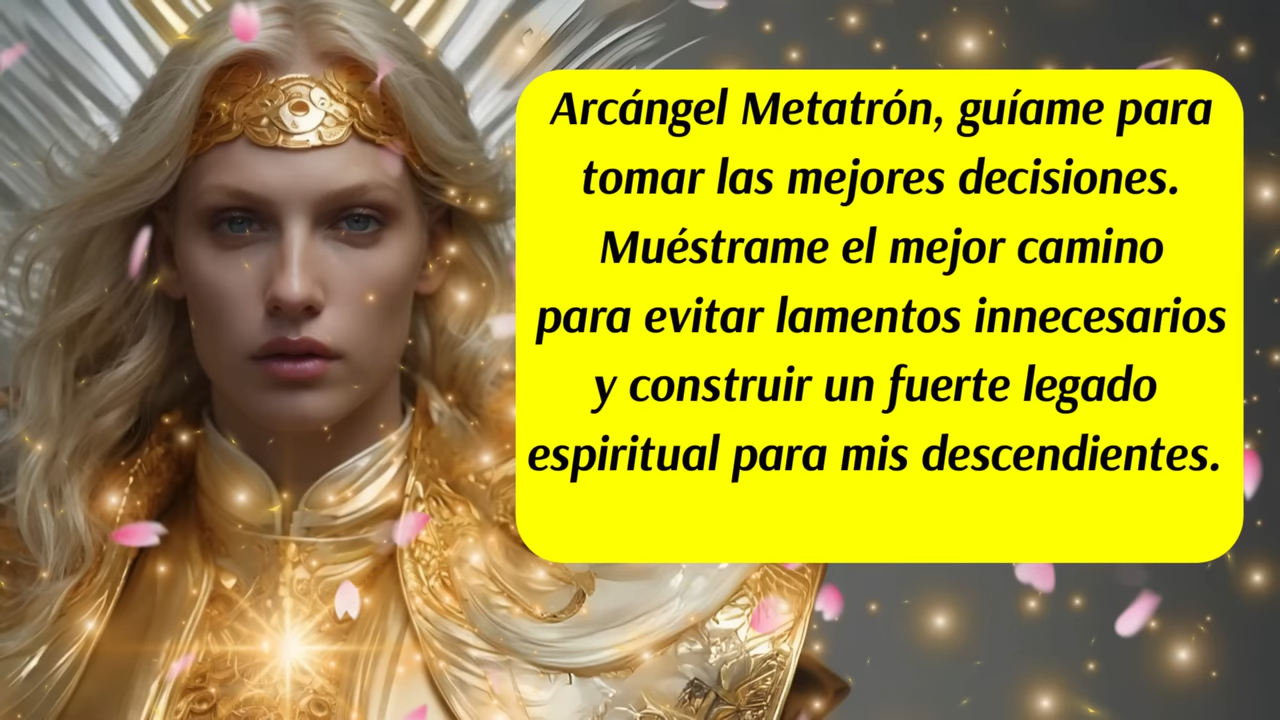 Arcángel Metatrón, guíame para
tomar las mejores decisiones.
Muéstrame el mejor camino
para evitar lamentos innecesarios
y construir un fuerte legado
espiritual para mis descendientes.